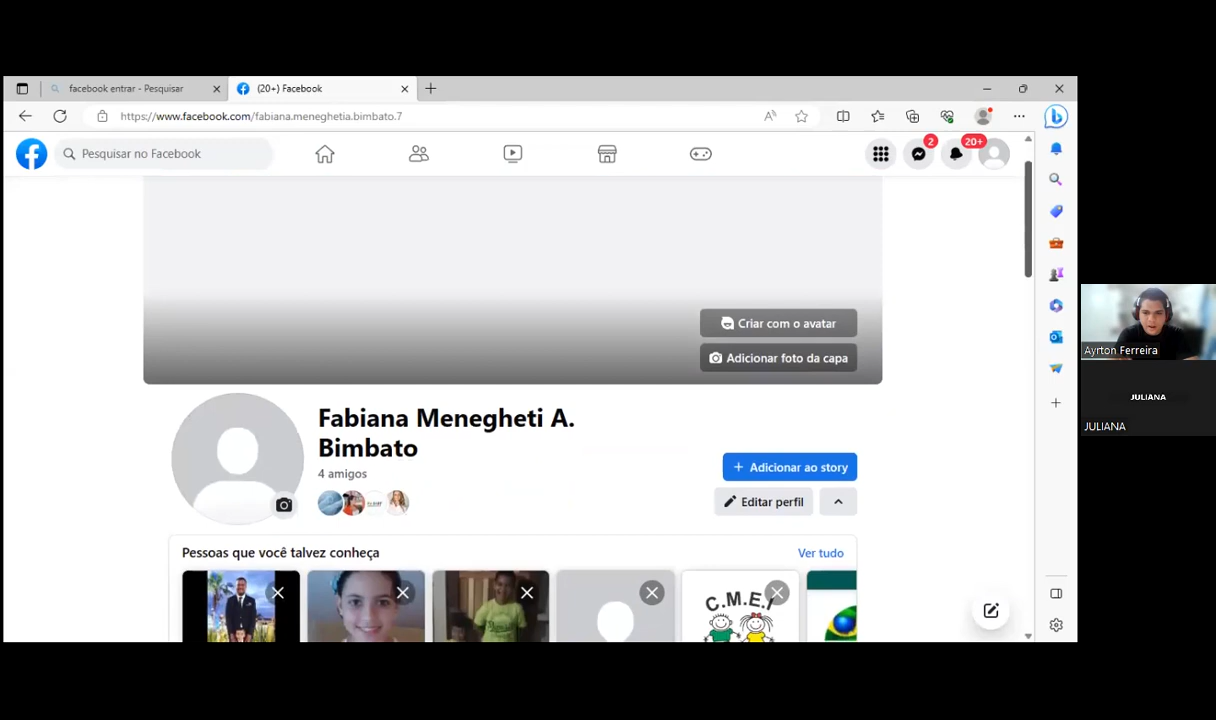 facebook entrar - Pesquisar
(20+) Facebook
https://www.facebook.com/fabiana.meneghetia.bimbato.7
Pesquisar no Facebook
2
20+
Criar com o avatar
Adicionar foto da capa
Fabiana Menegheti A.
Bimbato
4 amigos
+ Adicionar ao story
Editar perfil
Pessoas que você talvez conheça
Ver tudo
C.M.E.I
Ayrton Ferreira
JULIANA
JULIANA